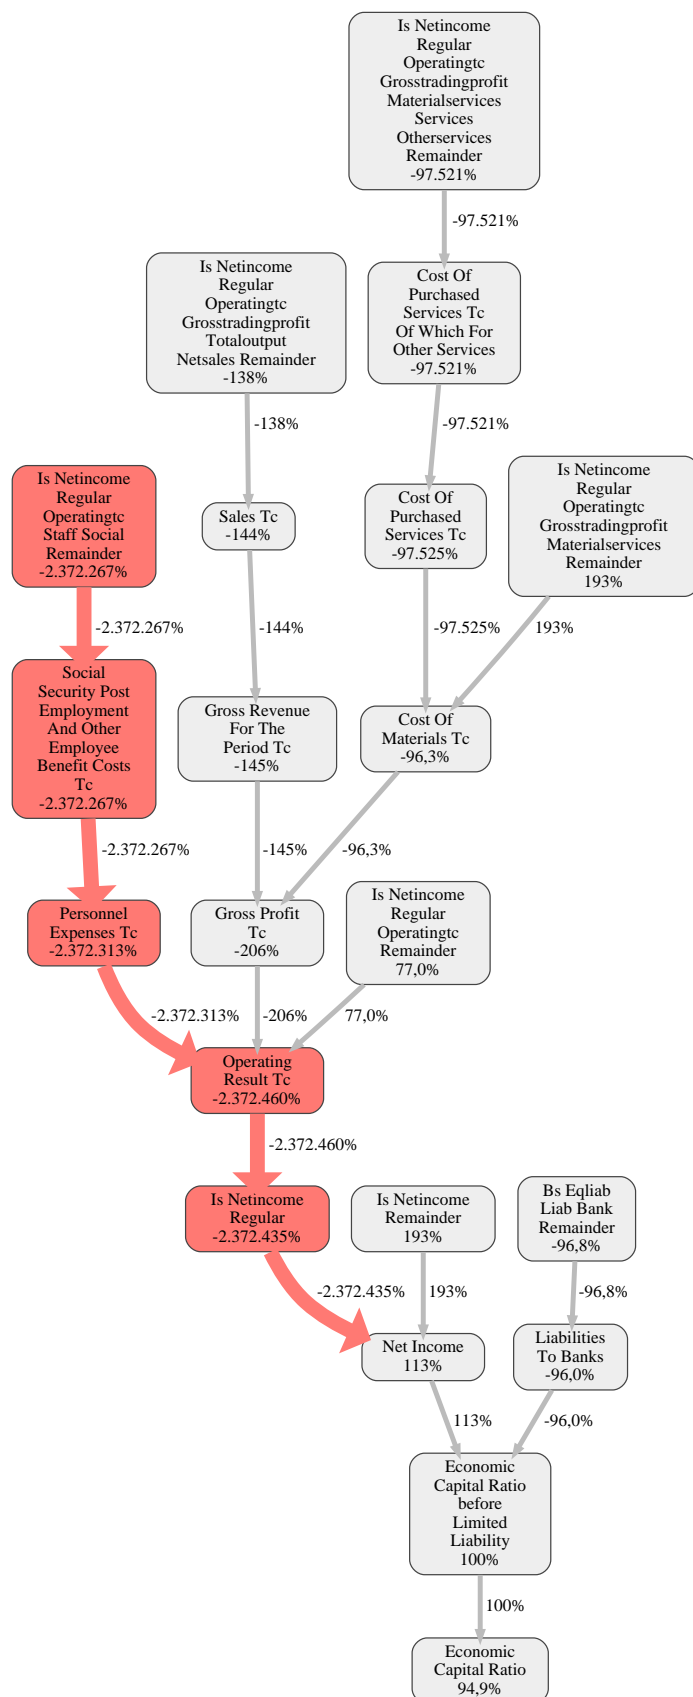 Is Netincome
Regular
Operatingtc
Grosstradingprofit
Materialservices
Services
Otherservices
Remainder
-97.521%
-97.521%
Is Netincome
Regular
Operatingtc
Grosstradingprofit
Totaloutput
Netsales Remainder
-138%
Cost Of
Purchased
Services Tc
Of Which For
Other Services
-97.521%
-138%
-97.521%
Is Netincome
Regular
Operatingtc
Staff Social
Remainder
-2.372.267%
Sales Tc
-144%
Cost Of
Purchased
Services Tc
-97.525%
Is Netincome
Regular
Operatingtc
Grosstradingprofit
Materialservices
Remainder
193%
-2.372.267%
-144%
-97.525%
193%
Social
Security Post
Employment
And Other
Employee
Benefit Costs
Tc
-2.372.267%
Gross Revenue
For The
Period Tc
-145%
Cost Of
Materials Tc
-96,3%
-2.372.267%
-145%
-96,3%
Personnel
Expenses Tc
-2.372.313%
Gross Profit
Tc
-206%
Is Netincome
Regular
Operatingtc
Remainder
77,0%
-2.372.313%
-206%
77,0%
Operating
Result Tc
-2.372.460%
-2.372.460%
Is Netincome
Regular
-2.372.435%
Is Netincome
Remainder
193%
Bs Eqliab
Liab Bank
Remainder
-96,8%
-2.372.435%
193%
-96,8%
Net Income
113%
Liabilities
To Banks
-96,0%
113%
-96,0%
Economic
Capital Ratio
before
Limited
Liability
100%
100%
Economic
Capital Ratio
94,9%